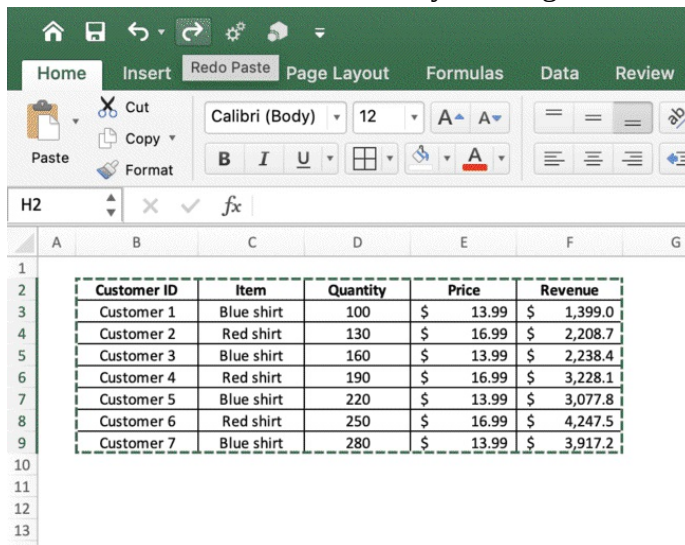 Home Insert Redo Paste Page Layout Formulas Data Review
Cut
Calibri (Body) 12 A A
Copy
Paste
Format
B I U A
H2 fx
A B C D E F G
1
2 Customer ID Item Quantity Price Revenue
3 Customer 1 Blue shirt 100 $ 13.99 $ 1,399.0
4 Customer 2 Red shirt 130 $ 16.99 $ 2,208.7
5 Customer 3 Blue shirt 160 $ 13.99 $ 2,238.4
6 Customer 4 Red shirt 190 $ 16.99 $ 3,228.1
7 Customer 5 Blue shirt 220 $ 13.99 $ 3,077.8
8 Customer 6 Red shirt 250 $ 16.99 $ 4,247.5
9 Customer 7 Blue shirt 280 $ 13.99 $ 3,917.2
10
11
12
13